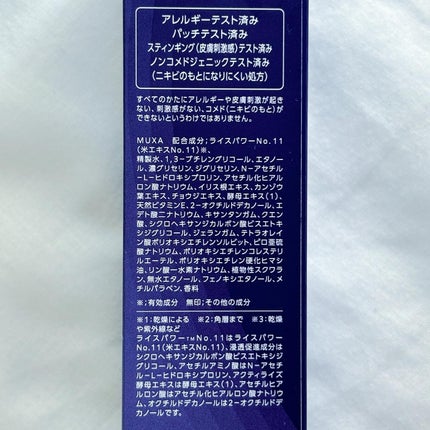 アレルギーテスト済み
パッチテスト済み
スティンギング(皮膚刺激感)テスト済み
ノンコメドジェニックテスト済み
(ニキビのもとになりにくい処方)
すべてのかたにアレルギーや皮膚刺激が起き
ない、刺激感がない、コメド(ニキビのもと)が
できないというわけではありません。
MUXA 配合成分;ライスパワーNo.11
(米エキスNo.11)※、
精製水、1,3-ブチレングリコール、エタノー
ル、濃グリセリン、ジグリセリン、N-アセチ
ル-L-ヒドロキシプロリン、アセチル化ヒアル
ロン酸ナトリウム、イリス根エキス、カンゾウ
葉エキス、チョウジエキス、酵母エキス(1)、
天然ビタミンE、2-オクチルドデカノール、エ
デト酸二ナトリウム、キサンタンガム、クエン
酸、シクロヘキサンジカルボン酸ビスエトキ
シジグリコール、ジェランガム、テトラオレイ
ン酸ポリオキシエチレンソルビット、ピロ亜硫
酸ナトリウム、ポリオキシエチレンコレステリ
ルエーテル、ポリオキシエチレン硬化ヒマシ
油、リン酸一水素ナトリウム、植物性スクワラ
ン、無水エタノール、フェノキシエタノール、メ
チルパラベン、香料
※;有効成分 無印;その他の成分
※1;乾燥による ※2;角層まで ※3;乾燥
や紫外線など
ライスパワー™No.11はライスパワー
No.11(米エキスNo.11)、浸透促進成分は
シクロヘキサンジカルボン酸ビスエトキシジ
グリコール、アセチルアミノ酸はN-アセチ
ル-L-ヒドロキシプロリン、アクティライズ
酵母エキスは酵母エキス(1)、アセチルヒア
ルロン酸はアセチル化ヒアルロン酸ナトリ
ウム、オクチルドデカノールは2-オクチルド
デカノールです。